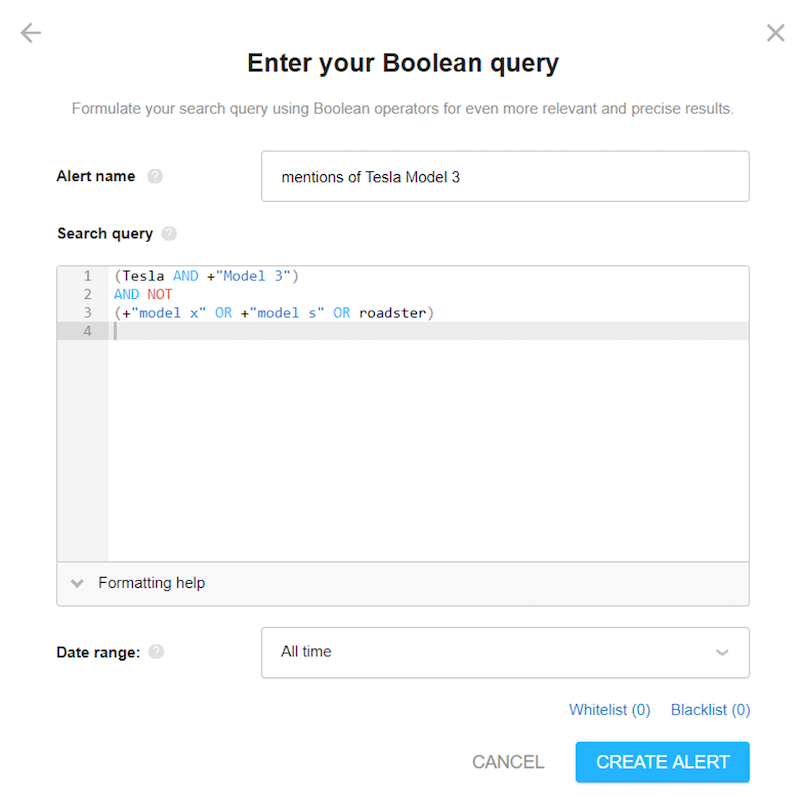 Enter your Boolean query
Formulate your search query using Boolean operators for even more relevant and precise results.
Alert name ?
mentions of Tesla Model 3
Search query ?
1 (Tesla AND +"Model 3")
2 AND NOT
3 (+"model x" OR +"model s" OR roadster)
4
Formatting help
Date range: ?
All time
Whitelist (0) Blacklist (0)
CANCEL CREATE ALERT